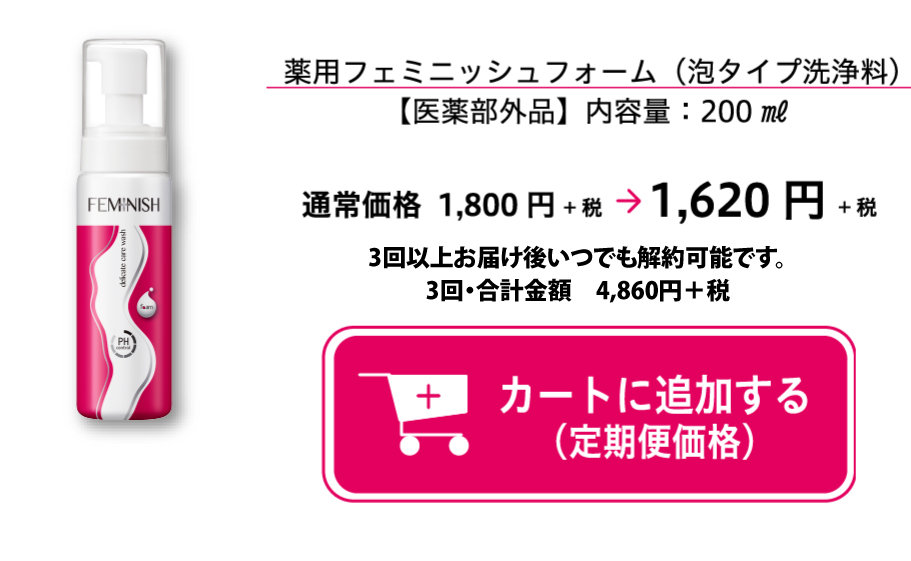 薬用フェミニッシュフォーム（泡タイプ洗浄料）
【医薬部外品】内容量：200 ㎖
通常価格 1,800 円 + 税 → 1,620 円 + 税
3回以上お届け後いつでも解約可能です。
3回・合計金額　4,860円＋税
カートに追加する
（定期便価格）
FEMINISH
delicate care wash
foam
PH
control